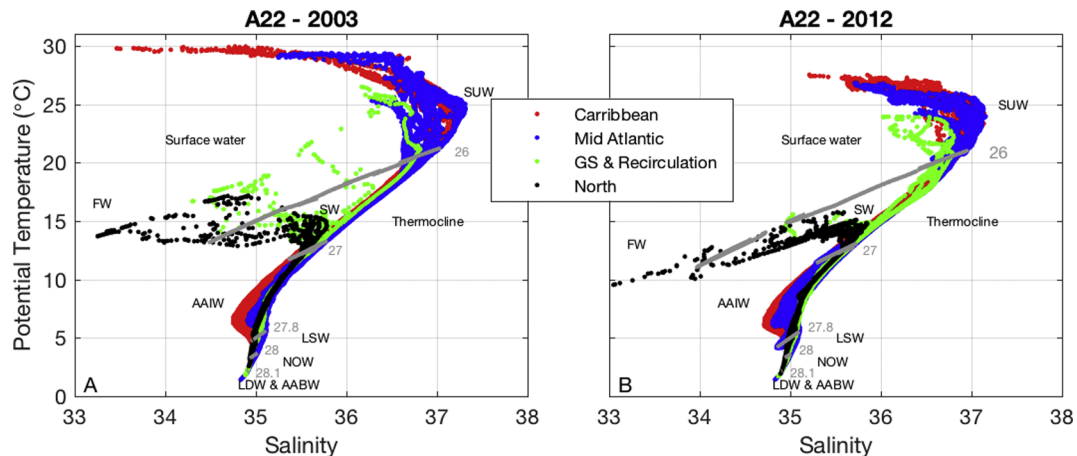 A22 - 2003
A22 - 2012
Potential Temperature (°C)
30
25
20
15
10
5
0
33
34
35
36
37
38
Salinity
SUW
Surface water
26
FW
SW
Thermocline
27
AAIW
27.8
LSW
28
NOW
28.1
LDW & AABW
A
Carribbean
Mid Atlantic
GS & Recirculation
North
SUW
Surface water
26
SW
Thermocline
FW
27
AAIW
27.8
LSW
28
NOW
28.1
LDW & AABW
B
33
34
35
36
37
38
Salinity